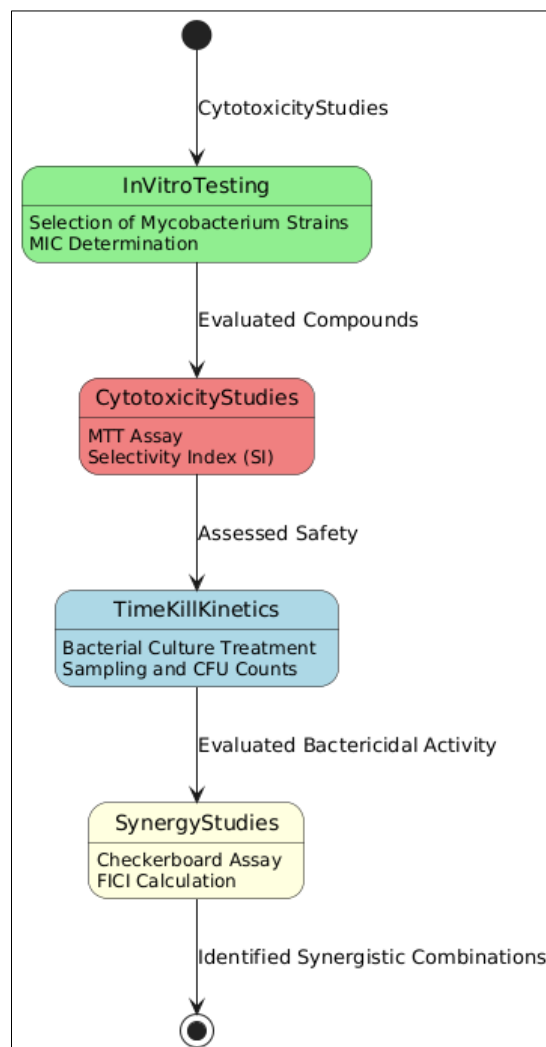 CytotoxicityStudies
InVitroTesting
Selection of Mycobacterium Strains
MIC Determination
Evaluated Compounds
CytotoxicityStudies
MTT Assay
Selectivity Index (SI)
Assessed Safety
TimeKillKinetics
Bacterial Culture Treatment
Sampling and CFU Counts
Evaluated Bactericidal Activity
SynergyStudies
Checkerboard Assay
FICI Calculation
Identified Synergistic Combinations